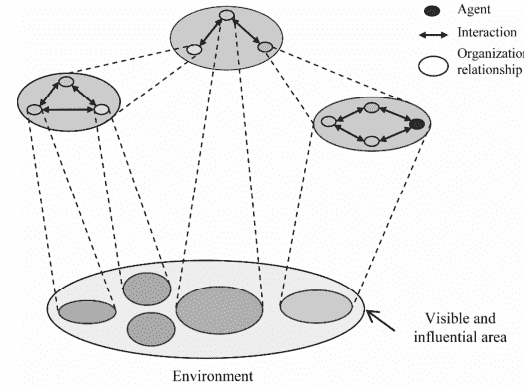 Agent
Interaction
Organization
relationship
Visible and
influential area
Environment